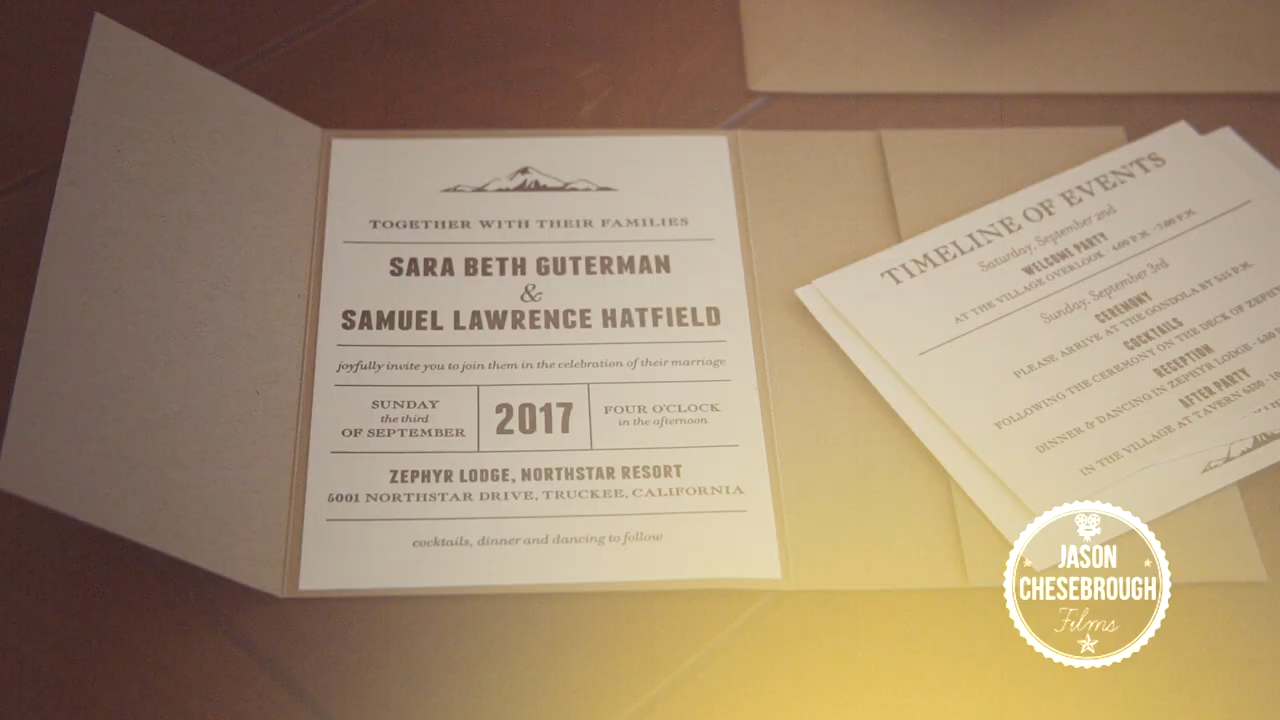 TOGETHER WITH THEIR FAMILIES
SARA BETH GUTERMAN
&
SAMUEL LAWRENCE HATFIELD
joyfully invite you to join them in the celebration of their marriage
SUNDAY
the third
OF SEPTEMBER
2017
FOUR O'CLOCK
in the afternoon
ZEPHYR LODGE, NORTHSTAR RESORT
5001 NORTHSTAR DRIVE, TRUCKEE, CALIFORNIA
cocktails, dinner and dancing to follow
TIMELINE OF EVENTS
Saturday, September 2nd
WELCOME PARTY
AT THE VILLAGE OVERLOOK · 4:00 P.M. - 7:00 P.M.
Sunday, September 3rd
CEREMONY
PLEASE ARRIVE AT THE GONDOLA BY P.M.
COCKTAILS
FOLLOWING THE CEREMONY ON THE DECK OF
RECEPTION
DINNER & DANCING IN ZEPHYR LODGE ·
AFTER PARTY
IN THE VILLAGE AT TAVERN
JASON
CHESEBROUGH
Films